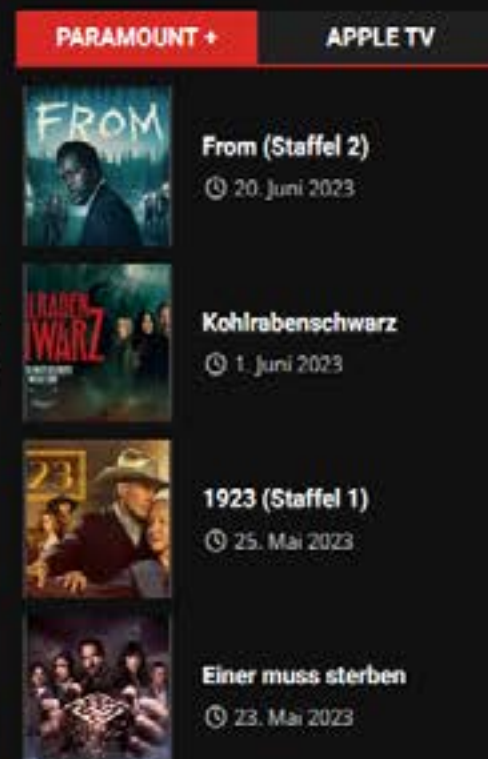 PARAMOUNT + APPLE TV
FROM
From (Staffel 2)
20. Juni 2023
LRABEN
WARZ
Kohlrabenschwarz
1. Juni 2023
23
1923 (Staffel 1)
25. Mai 2023
Einer muss sterben
23. Mai 2023